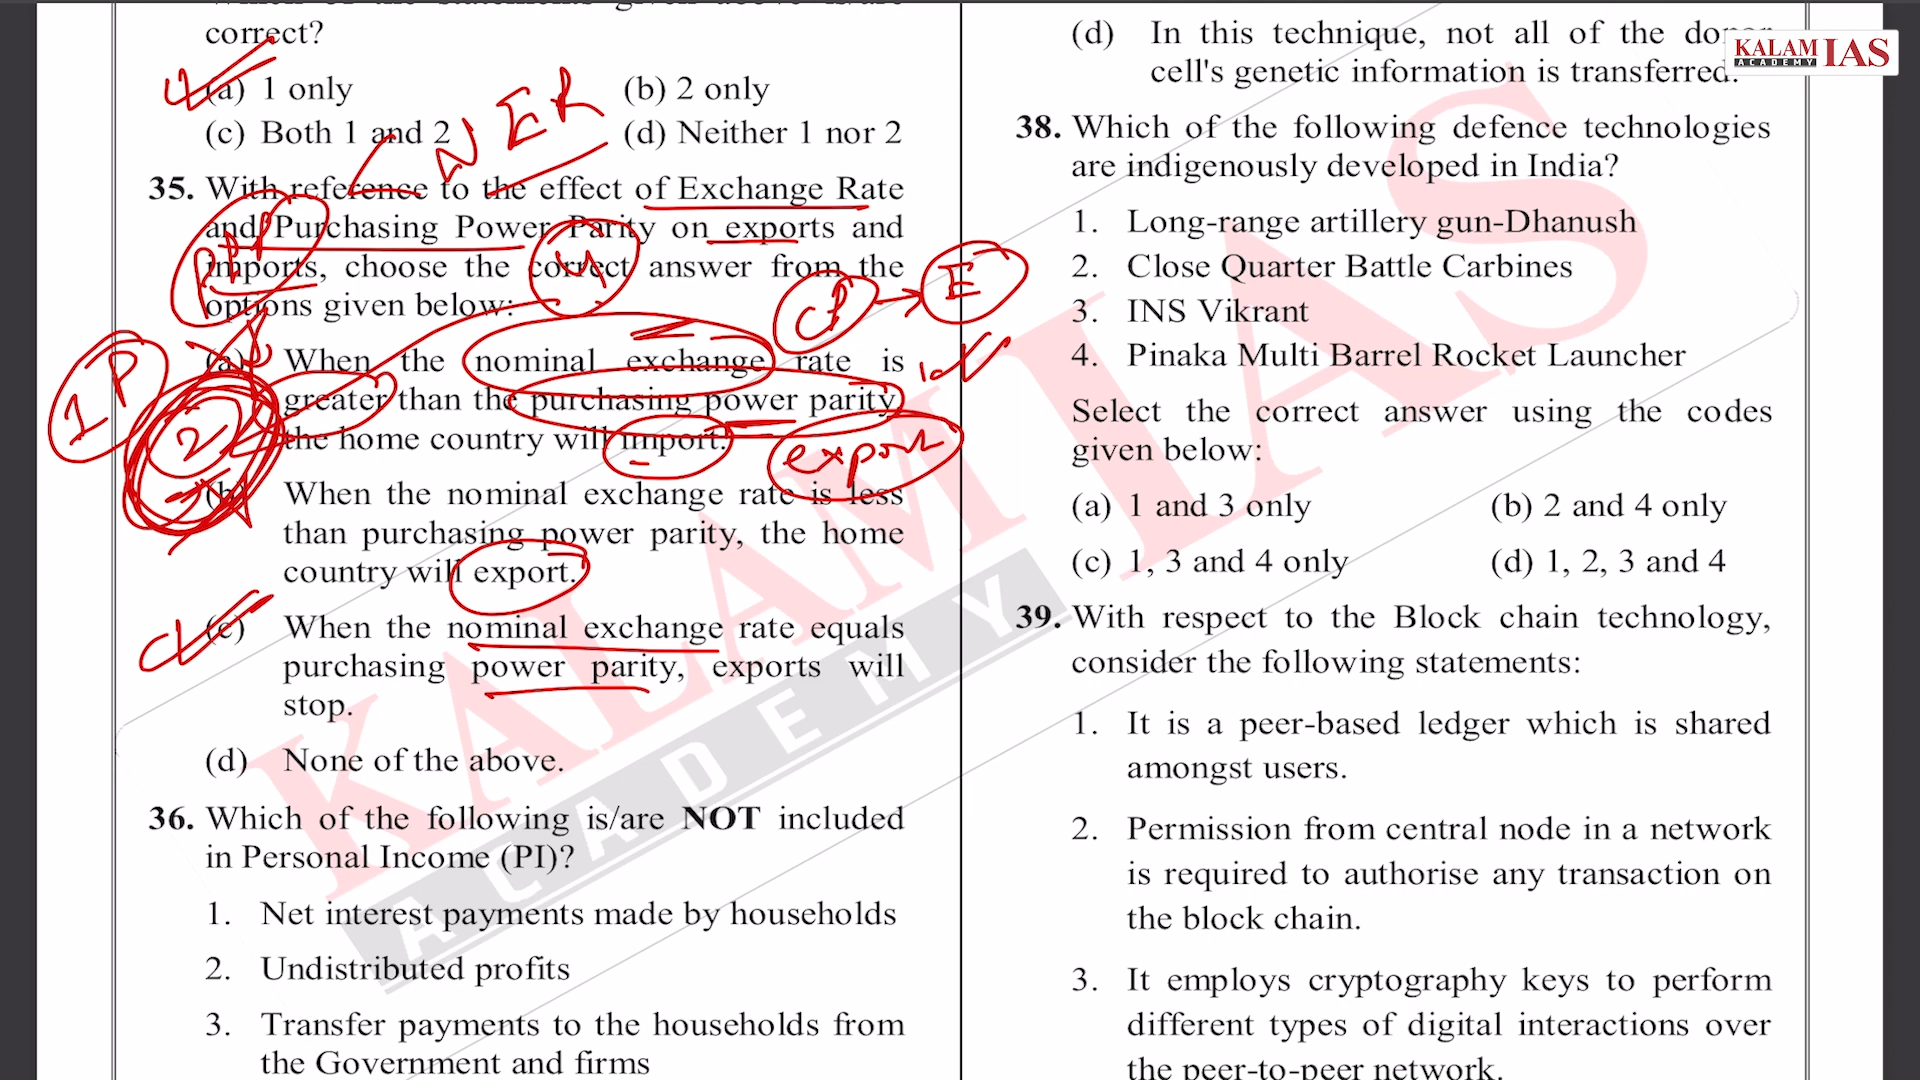 correct?
(a) 1 only (b) 2 only
(c) Both 1 and 2 (d) Neither 1 nor 2
NER
35. With reference to the effect of Exchange Rate
and Purchasing Power Parity on exports and
imports, choose the correct answer from the
options given below:
PPP
E
1P
2
(a) When the nominal exchange rate is
greater than the purchasing power parity,
the home country will import.
export
(b) When the nominal exchange rate is less
than purchasing power parity, the home
country will export.
(c) When the nominal exchange rate equals
purchasing power parity, exports will
stop.
(d) None of the above.
36. Which of the following is/are NOT included
in Personal Income (PI)?
1. Net interest payments made by households
2. Undistributed profits
3. Transfer payments to the households from
the Government and firms
(d) In this technique, not all of the donor
cell's genetic information is transferred.
KALAM IAS
ACADEMY
38. Which of the following defence technologies
are indigenously developed in India?
1. Long-range artillery gun-Dhanush
2. Close Quarter Battle Carbines
3. INS Vikrant
4. Pinaka Multi Barrel Rocket Launcher
Select the correct answer using the codes
given below:
(a) 1 and 3 only (b) 2 and 4 only
(c) 1, 3 and 4 only (d) 1, 2, 3 and 4
39. With respect to the Block chain technology,
consider the following statements:
1. It is a peer-based ledger which is shared
amongst users.
2. Permission from central node in a network
is required to authorise any transaction on
the block chain.
3. It employs cryptography keys to perform
different types of digital interactions over
the peer-to-peer network.
KALAM IAS
ACADEMY